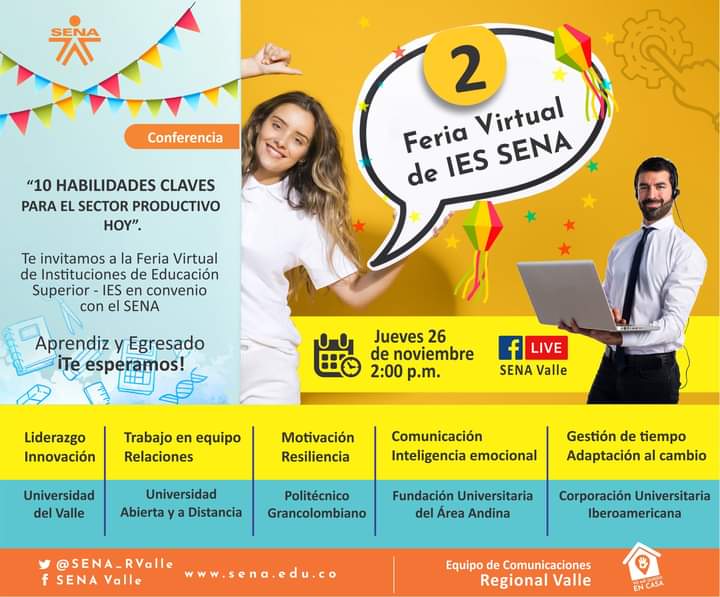 SENA
Conferencia
“10 HABILIDADES CLAVES
PARA EL SECTOR PRODUCTIVO
HOY”.
Te invitamos a la Feria Virtual
de Instituciones de Educación
Superior - IES en convenio
con el SENA
Aprendiz y Egresado
¡Te esperamos!
2
Feria Virtual
de IES SENA
Jueves 26
de noviembre
2:00 p.m.
f LIVE
SENA Valle
Liderazgo
Innovación
Trabajo en equipo
Relaciones
Motivación
Resiliencia
Comunicación
Inteligencia emocional
Gestión de tiempo
Adaptación al cambio
Universidad
del Valle
Universidad
Abierta y a Distancia
Politécnico
Grancolombiano
Fundación Universitaria
del Área Andina
Corporación Universitaria
Iberoamericana
@SENA_RValle
f SENA Valle
www.sena.edu.co
Equipo de Comunicaciones
Regional Valle
EN CASA